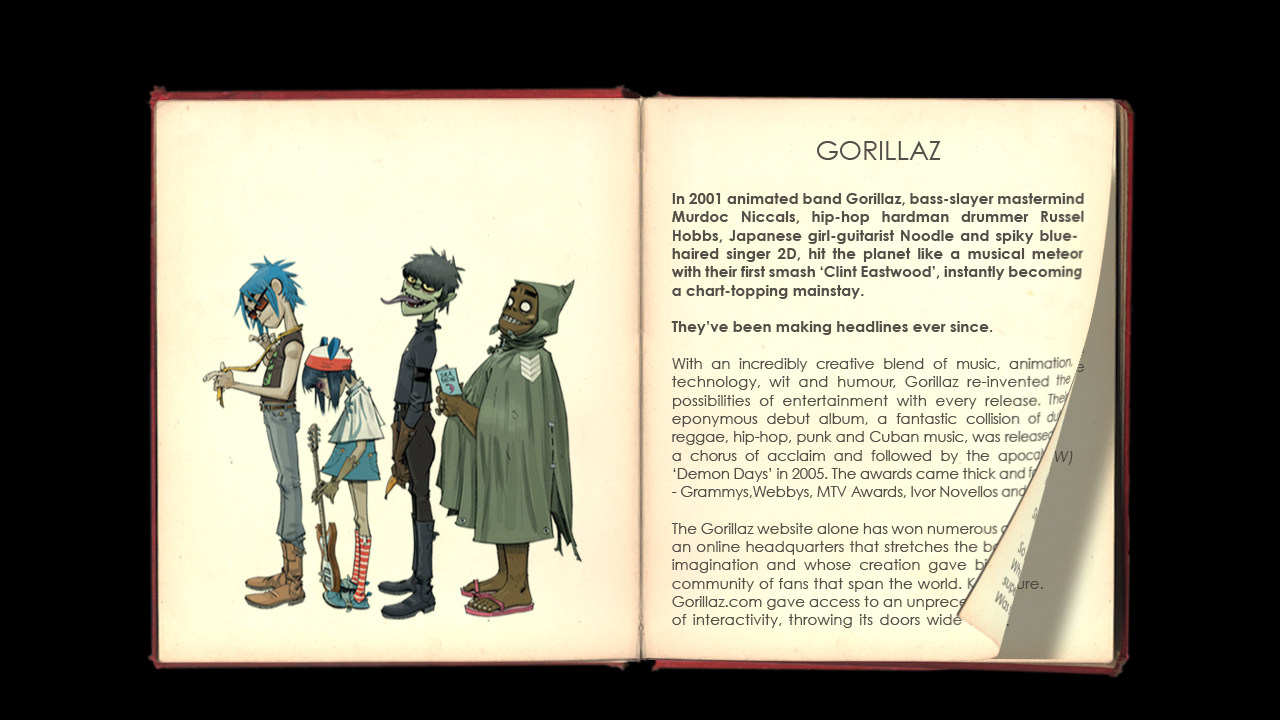 GORILLAZ
In 2001 animated band Gorillaz, bass-slayer mastermind
Murdoc Niccals, hip-hop hardman drummer Russel
Hobbs, Japanese girl-guitarist Noodle and spiky blue-
haired singer 2D, hit the planet like a musical meteor
with their first smash ‘Clint Eastwood’, instantly becoming
a chart-topping mainstay.
They’ve been making headlines ever since.
With an incredibly creative blend of music, animation,
technology, wit and humour, Gorillaz re-invented the
possibilities of entertainment with every release. Their
eponymous debut album, a fantastic collision of
reggae, hip-hop, punk and Cuban music, was released
a chorus of acclaim and followed by the W)
‘Demon Days’ in 2005. The awards came thick and
- Grammys,Webbys, MTV Awards, Ivor Novellos and
The Gorillaz website alone has won numerous
an online headquarters that stretches the
imagination and whose creation gave
community of fans that span the world. ure.
Gorillaz.com gave access to an
of interactivity, throwing its doors wide